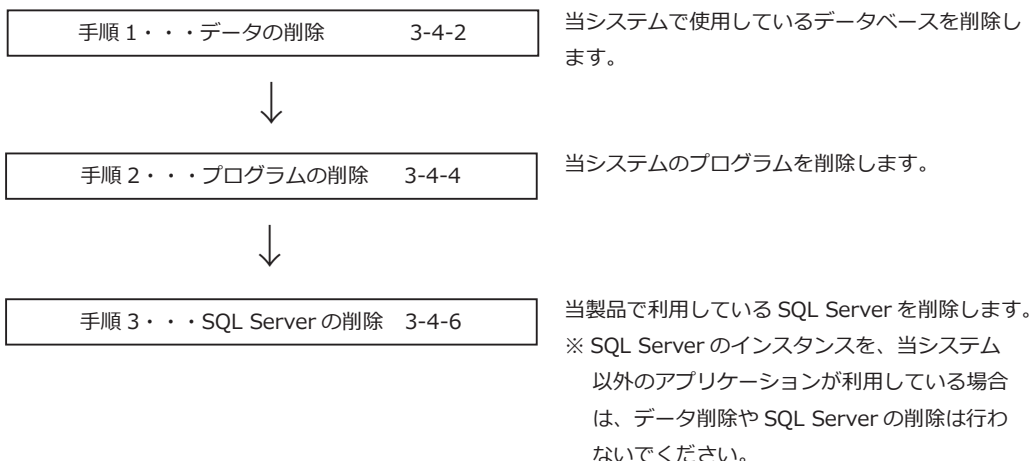 手順 1・・・データの削除 3-4-2
当システムで使用しているデータベースを削除し
ます。
↓
手順 2・・・プログラムの削除 3-4-4
当システムのプログラムを削除します。
↓
手順 3・・・SQL Server の削除 3-4-6
当製品で利用している SQL Server を削除します。
※ SQL Server のインスタンスを、当システム
以外のアプリケーションが利用している場合
は、データ削除や SQL Server の削除は行わ
ないでください。